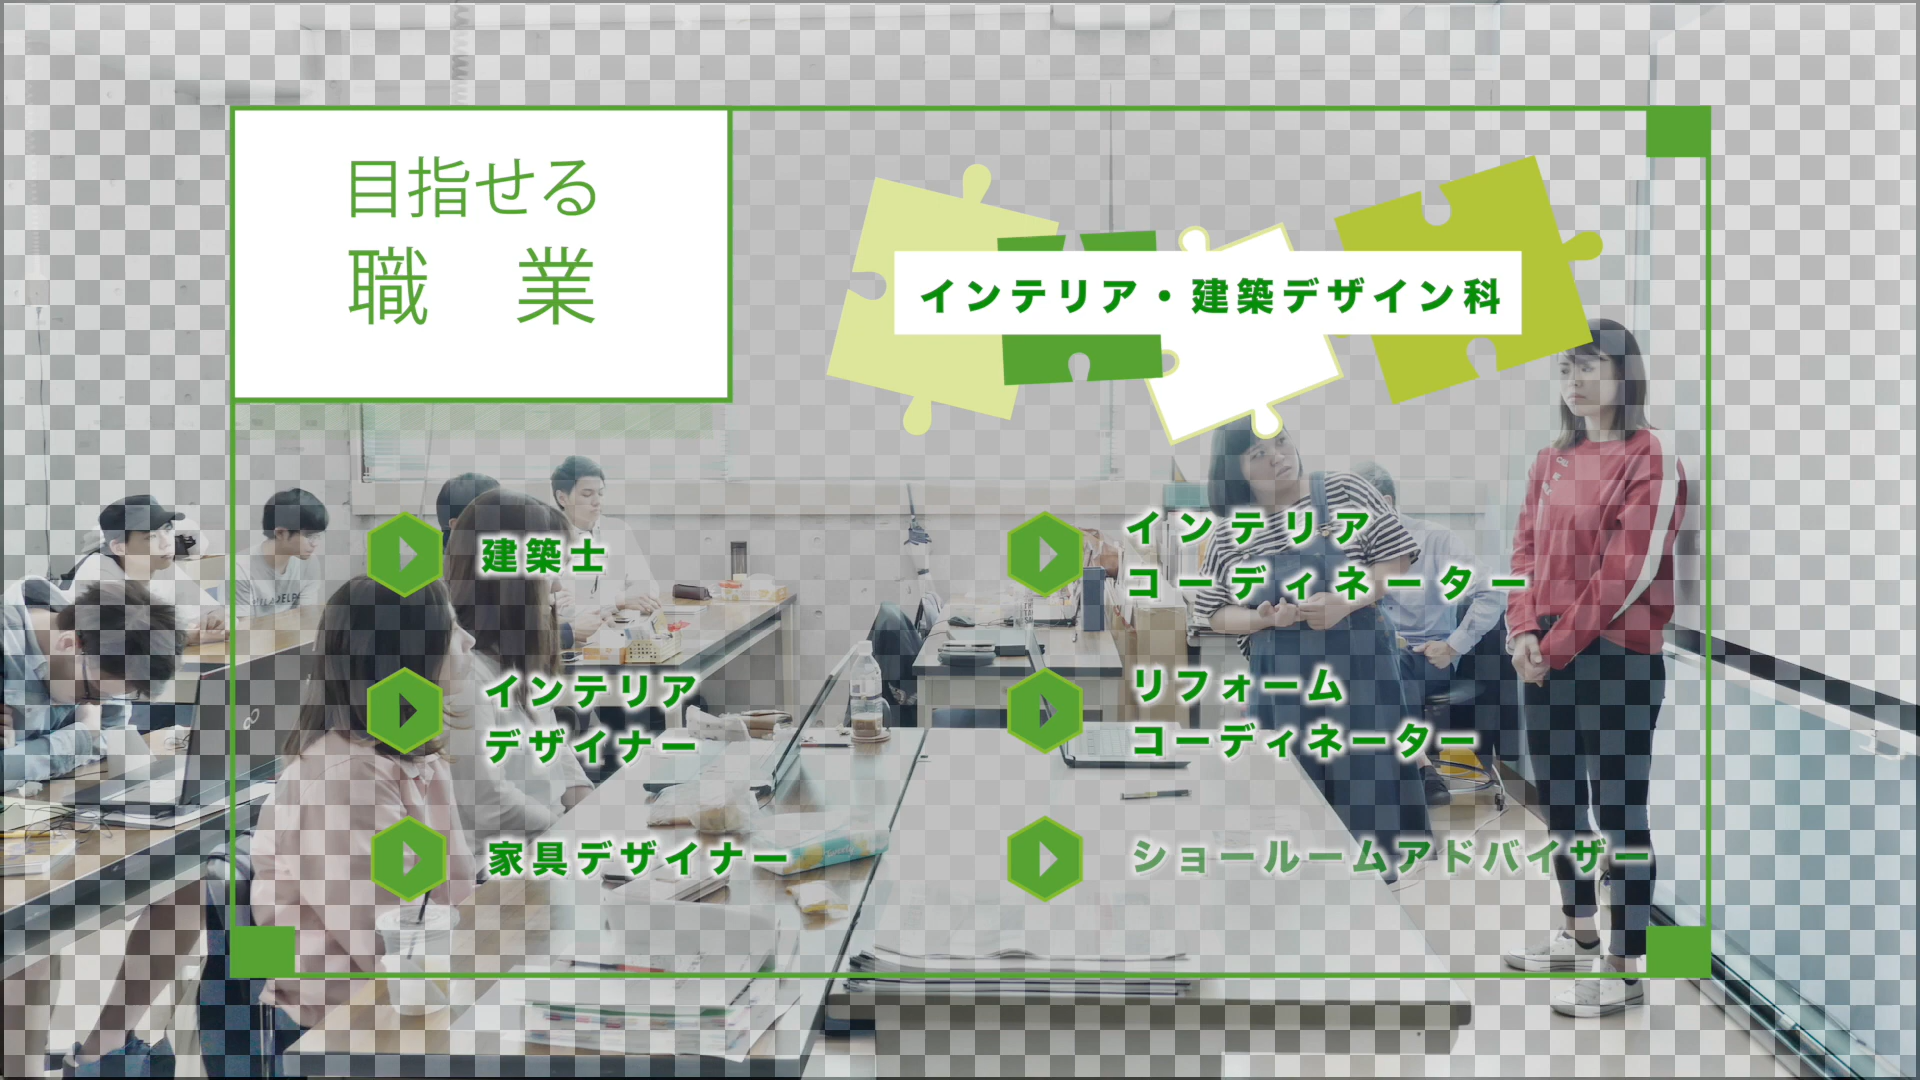 目指せる
職　業
インテリア・建築デザイン科
建築士
インテリア
デザイナー
家具デザイナー
インテリア
コーディネーター
リフォーム
コーディネーター
ショールームアドバイザー